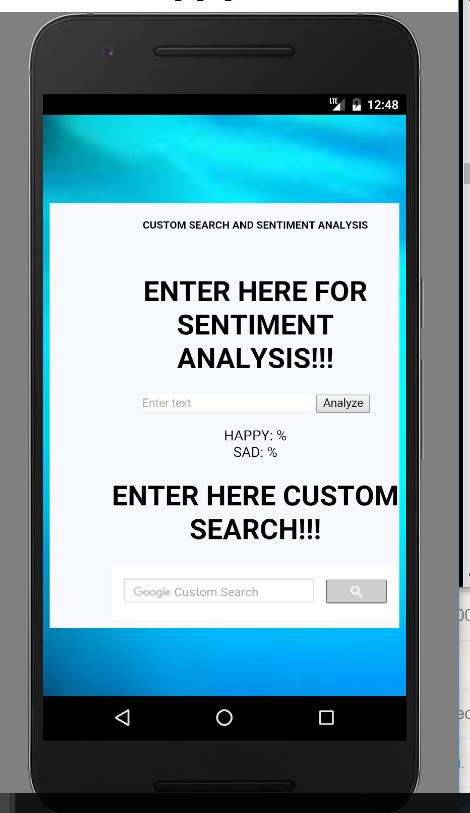 LTE 12:48
CUSTOM SEARCH AND SENTIMENT ANALYSIS
ENTER HERE FOR
SENTIMENT
ANALYSIS!!!
Enter text Analyze
HAPPY: %
SAD: %
ENTER HERE CUSTOM
SEARCH!!!
Google Custom Search